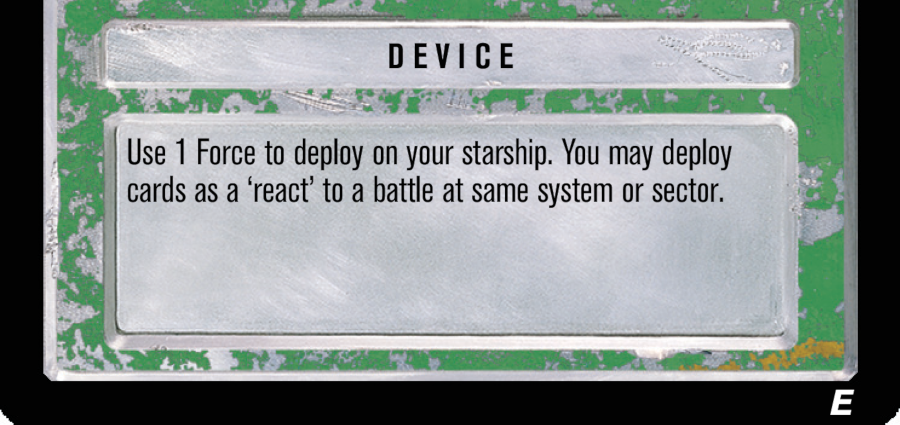 DEVICE
Use 1 Force to deploy on your starship. You may deploy
cards as a ‘react’ to a battle at same system or sector.
E